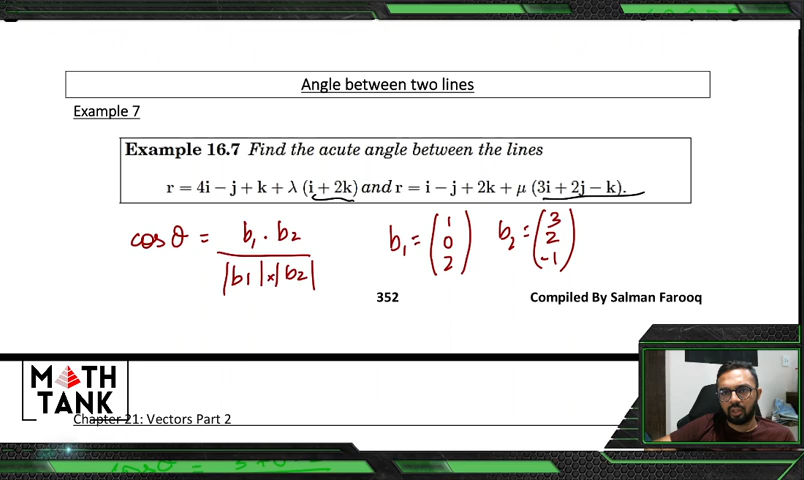 Angle between two lines
Example 7
Example 16.7 Find the acute angle between the lines
r = 4i − j + k + λ (i + 2k) and r = i − j + 2k + μ (3i + 2j − k).
cos θ = b₁ · b₂ / |b₁| × |b₂|
b₁ = (1 0 2)
b₂ = (3 2 -1)
352
Compiled By Salman Farooq
MATH
TANK
Chapter 21: Vectors Part 2
cos θ =